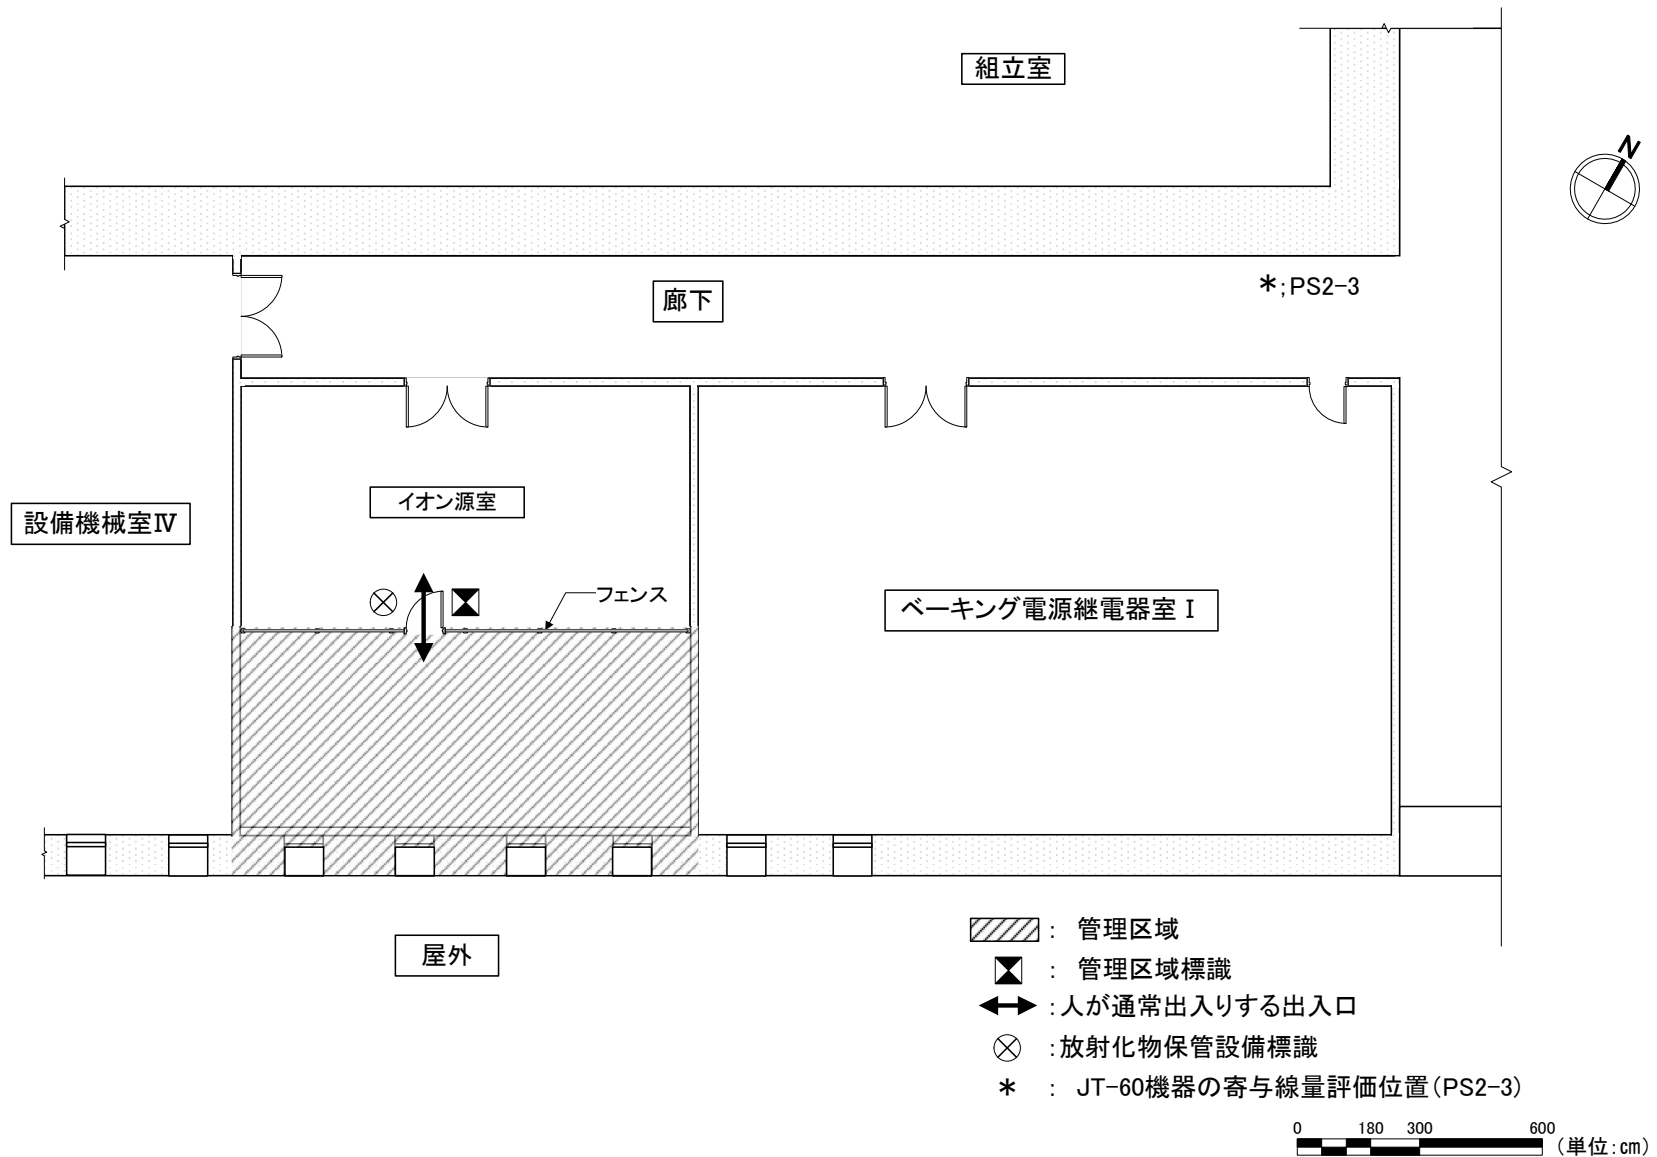 組立室
N
＊;PS2-3
廊下
イオン源室
設備機械室Ⅳ
フェンス
ベーキング電源継電器室Ⅰ
屋外
： 管理区域
： 管理区域標識
：人が通常出入りする出入口
：放射化物保管設備標識
＊ ： JT-60機器の寄与線量評価位置(PS2-3)
0 180 300 600
(単位:cm)